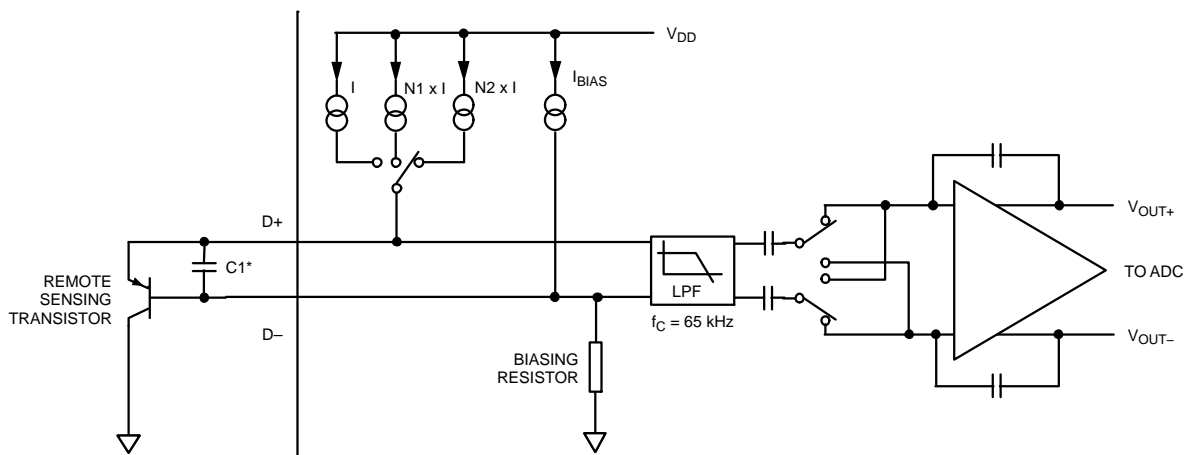 V_DD
I
N1 x I
N2 x I
I_BIAS
D+
C1*
REMOTE
SENSING
TRANSISTOR
D–
LPF
f_C = 65 kHz
BIASING
RESISTOR
V_OUT+
TO ADC
V_OUT–